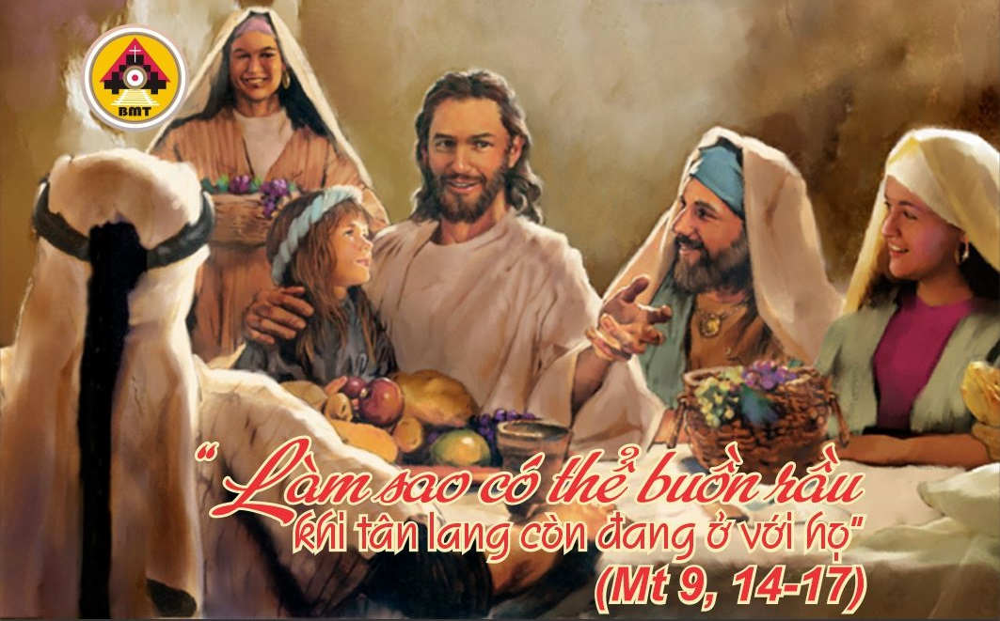 BMT
“Làm sao có thể buồn rầu
khi tân lang còn đang ở với họ"
(Mt 9, 14-17)